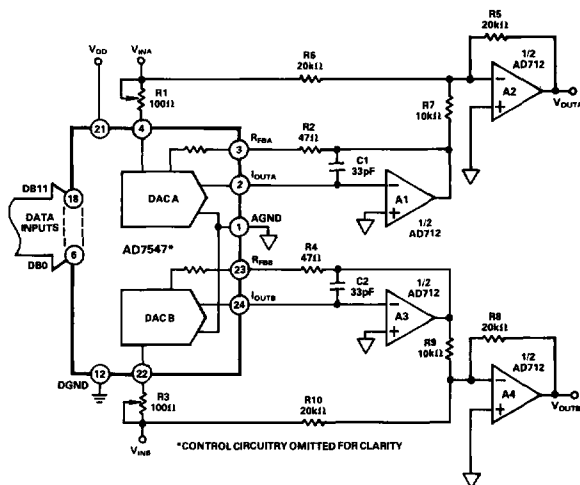 R5
20kΩ
VDD
VINA
R6
20kΩ
1/2
AD712
A2
VOUTA
R1
100Ω
R7
10kΩ
21
4
RFBA
3
R2
47Ω
C1
33pF
IOUTA
2
A1
1/2
AD712
DB11
18
DATA
INPUTS
DB0
6
DAC A
AD7547*
AGND
1
RFBB
23
R4
47Ω
C2
33pF
1/2
AD712
IOUTB
24
DAC B
A3
R9
10kΩ
R8
20kΩ
1/2
AD712
A4
VOUTB
DGND
12
22
R3
100Ω
R10
20kΩ
VINB
*CONTROL CIRCUITRY OMITTED FOR CLARITY